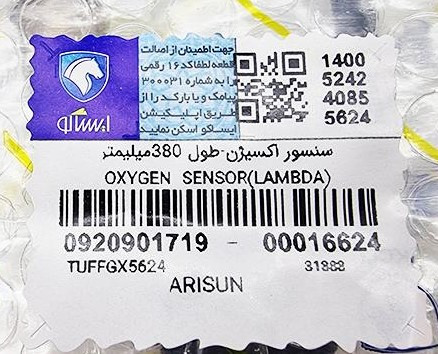 ایساکو
جهت اطمینان از اصالت
قطعه لطفا کد ۱۶ رقمی
را به شماره ۳۰۰۰۳۱
پیامک و یا بارکد را از
طریق اپلیکیشن
ایساکو اسکن نمایید
1400
5242
4085
5624
سنسور اکسیژن-طول 380میلیمتر
OXYGEN SENSOR(LAMBDA)
0920901719 - 00016624
TUFFGX5624 31888
ARISUN